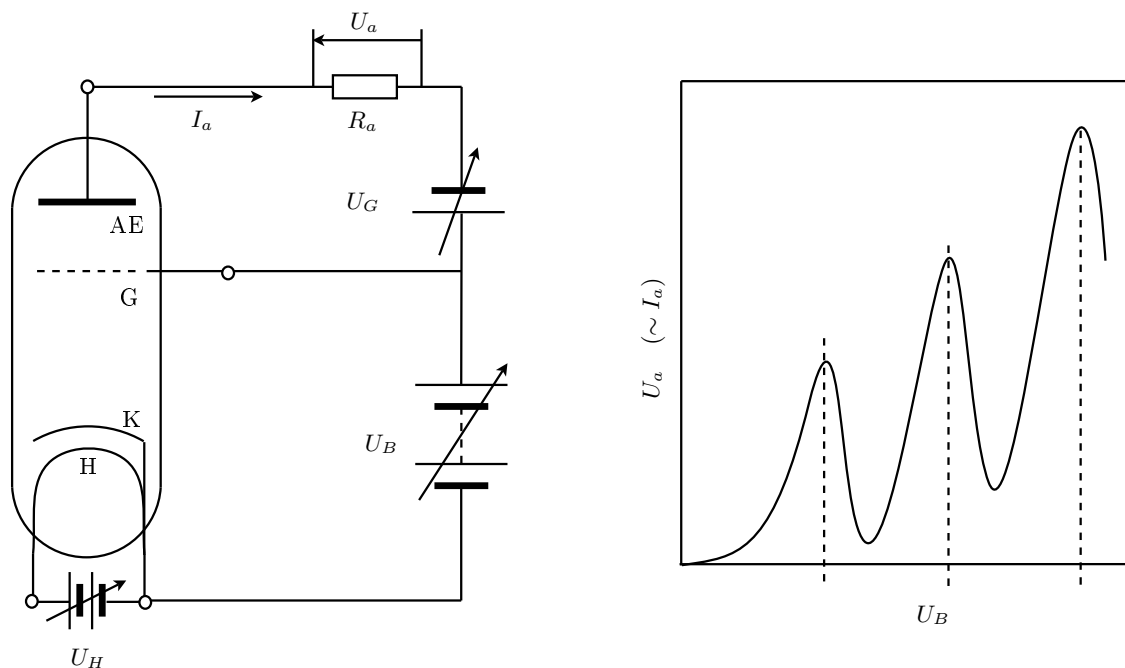 U_a
I_a
R_a
U_G
AE
G
K
U_B
H
U_H
U_a (~ I_a)
U_B